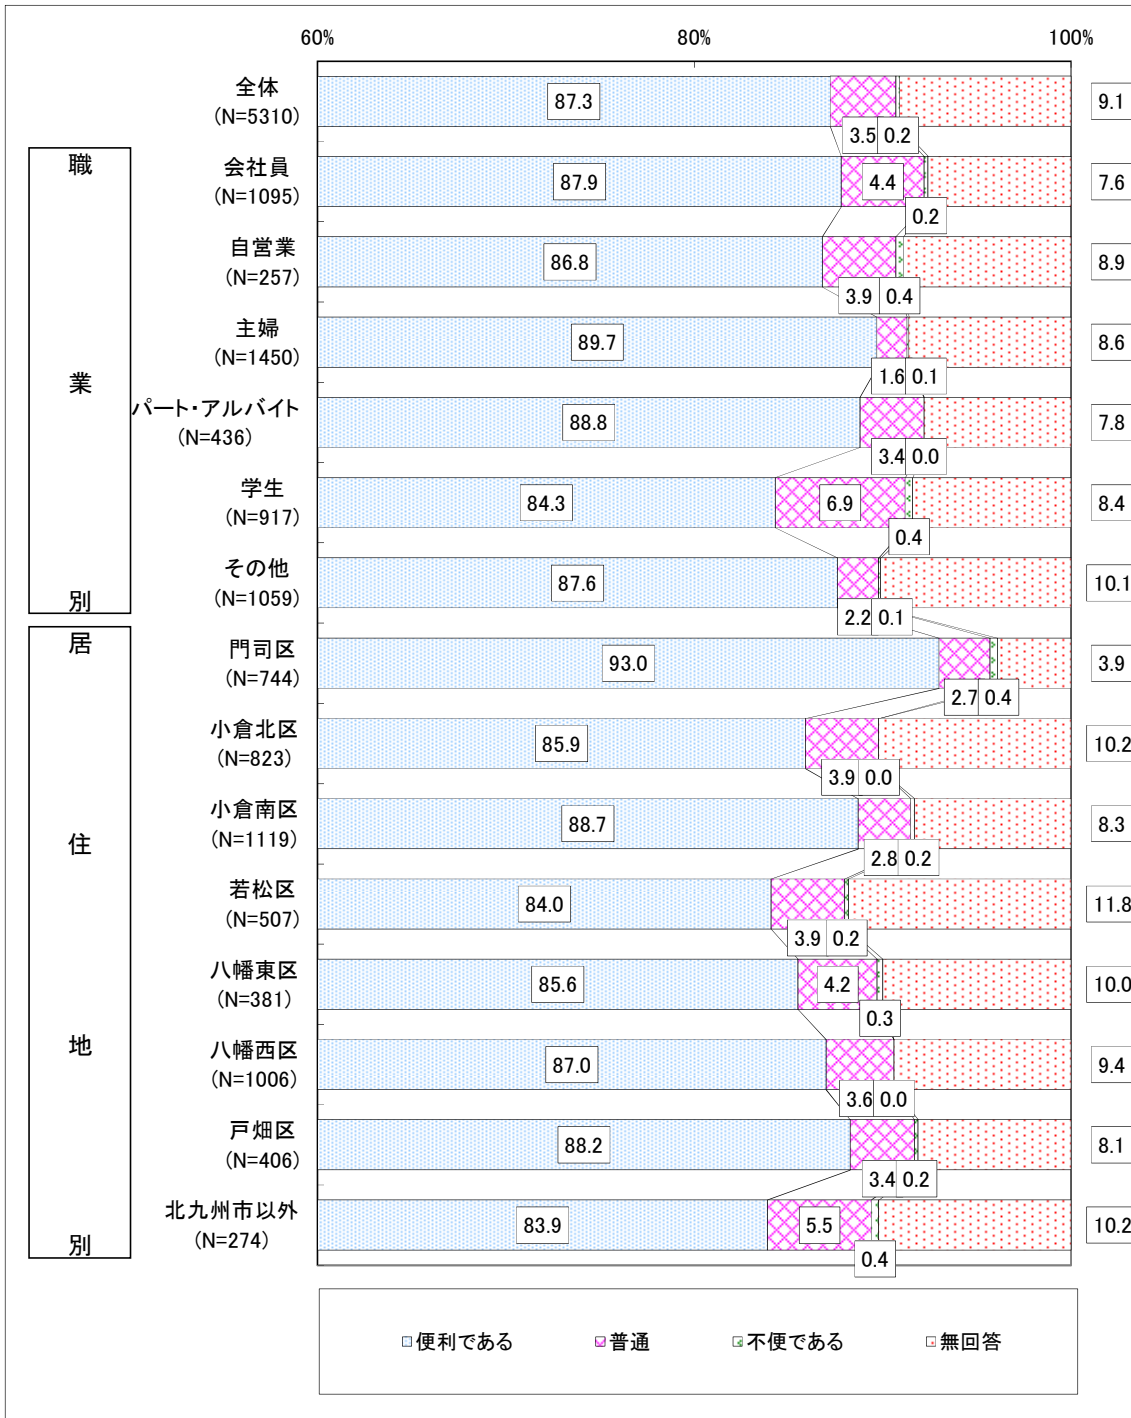 60%
80%
100%
全体
(N=5310)
87.3
3.5
0.2
9.1
職
業
別
会社員
(N=1095)
87.9
4.4
0.2
7.6
自営業
(N=257)
86.8
3.9
0.4
8.9
主婦
(N=1450)
89.7
1.6
0.1
8.6
パート・アルバイト
(N=436)
88.8
3.4
0.0
7.8
学生
(N=917)
84.3
6.9
0.4
8.4
その他
(N=1059)
87.6
2.2
0.1
10.1
居
住
地
別
門司区
(N=744)
93.0
2.7
0.4
3.9
小倉北区
(N=823)
85.9
3.9
0.0
10.2
小倉南区
(N=1119)
88.7
2.8
0.2
8.3
若松区
(N=507)
84.0
3.9
0.2
11.8
八幡東区
(N=381)
85.6
4.2
0.3
10.0
八幡西区
(N=1006)
87.0
3.6
0.0
9.4
戸畑区
(N=406)
88.2
3.4
0.2
8.1
北九州市以外
(N=274)
83.9
5.5
0.4
10.2
便利である
普通
不便である
無回答